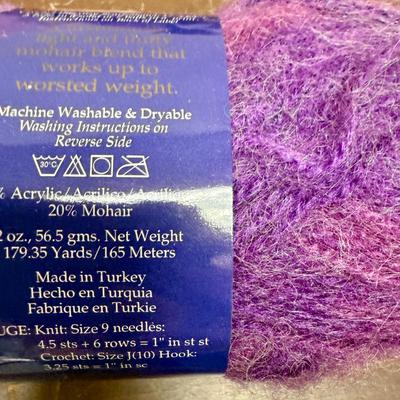 light and airy
mohair blend that
works up to
worsted weight.
Machine Washable & Dryable
Washing Instructions on
Reverse Side
30°C
% Acrylic/Acrilico/
20% Mohair
2 oz., 56.5 gms. Net Weight
179.35 Yards/165 Meters
Made in Turkey
Hecho en Turquia
Fabrique en Turkie
UGE: Knit: Size 9 needles:
4.5 sts + 6 rows = 1" in st st
Crochet: Size J(10) Hook:
3.25 sts = 1" in sc